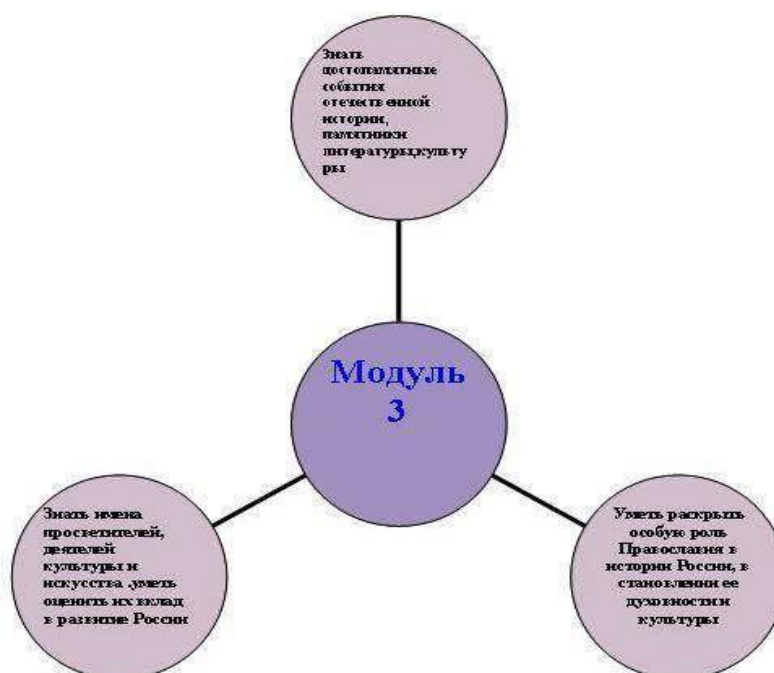 Знать
достопамятные
события
отечественной
истории,
памятники
литературы,культу
ры
Модуль
3
Знать имена
просветителей,
деятелей
культуры и
искусства ,уметь
оценить их вклад
в развитие России
Уметь раскрыть
особую роль
Православия в
истории России, в
становлении ее
духовности и
культуры